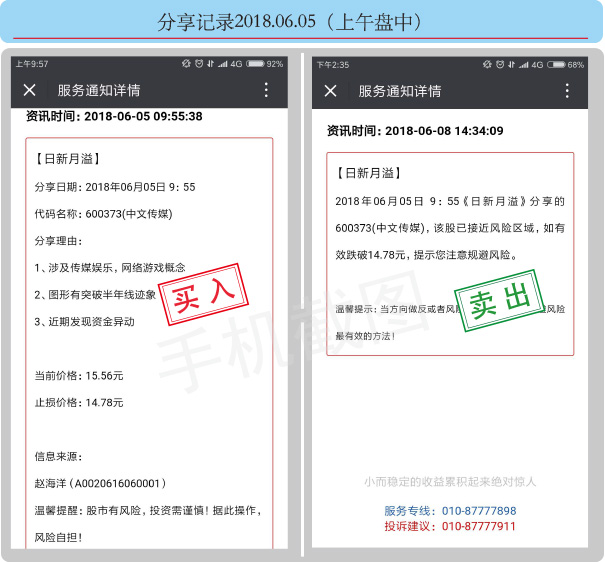 分享记录2018.06.05（上午盘中）
上午9:57
4G
92%
服务通知详情
资讯时间: 2018-06-05 09:55:38
【日新月溢】
分享日期: 2018年06月05日 9: 55
代码名称: 600373(中文传媒)
分享理由:
1、涉及传媒娱乐, 网络游戏概念
2、图形有突破半年线迹象
3、近期发现资金异动
买入
当前价格: 15.56元
止损价格: 14.78元
信息来源:
赵海洋（A0020616060001）
温馨提醒: 股市有风险, 投资需谨慎! 据此操作,
风险自担!
下午2:35
4G
68%
服务通知详情
资讯时间: 2018-06-08 14:34:09
【日新月溢】
2018年06月05日 9: 55《日新月溢》分享的
600373(中文传媒), 该股已接近风险区域, 如有
效跌破14.78元, 提示您注意规避风险。
卖出
温馨提示: 当方向做反或者风险
风险
最有效的方法!
小而稳定的收益累积起来绝对惊人
服务专线: 010-87777898
投诉建议: 010-87777911
手机截图